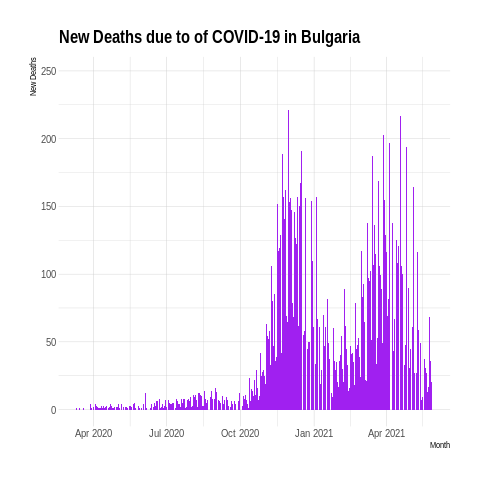 New Deaths due to of COVID-19 in Bulgaria
New Deaths
250
200
150
100
50
0
Apr 2020 Jul 2020 Oct 2020 Jan 2021 Apr 2021
Month